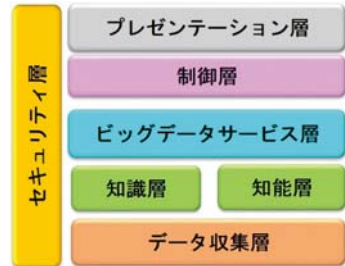 セキュリティ層
プレゼンテーション層
制御層
ビッグデータサービス層
知識層
知能層
データ収集層